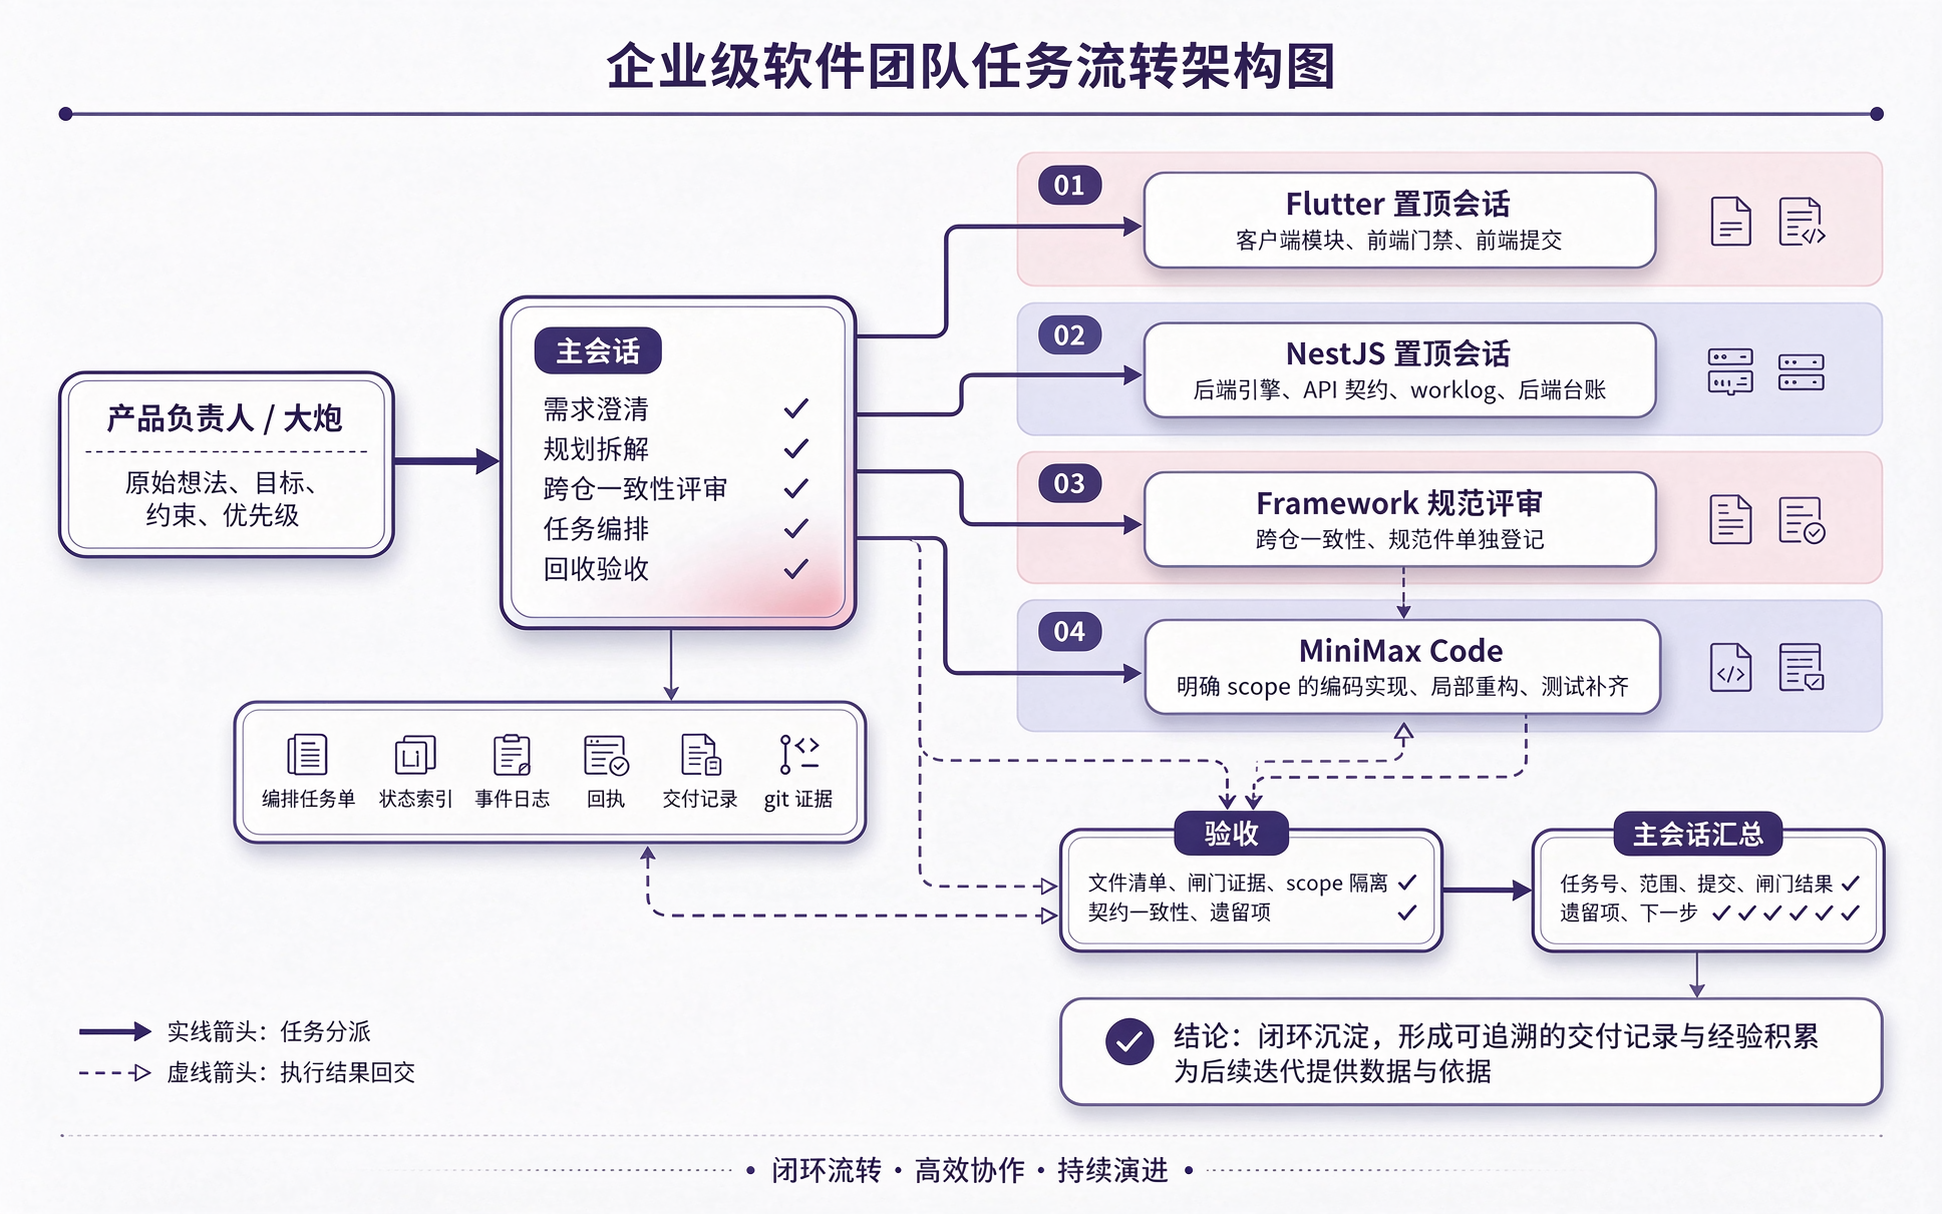 企业级软件团队任务流转架构图
产品负责人 / 大炮
原始想法、目标、
约束、优先级
主会话
需求澄清
规划拆解
跨仓一致性评审
任务编排
回收验收
01
Flutter 置顶会话
客户端模块、前端门禁、前端提交
02
NestJS 置顶会话
后端引擎、API 契约、worklog、后端台账
03
Framework 规范评审
跨仓一致性、规范件单独登记
04
MiniMax Code
明确 scope 的编码实现、局部重构、测试补齐
编排任务单
状态索引
事件日志
回执
交付记录
git 证据
验收
文件清单、闸门证据、scope 隔离
契约一致性、遗留项
主会话汇总
任务号、范围、提交、闸门结果
遗留项、下一步
结论：闭环沉淀，形成可追溯的交付记录与经验积累
为后续迭代提供数据与依据
实线箭头：任务分派
虚线箭头：执行结果回交
闭环流转 · 高效协作 · 持续演进